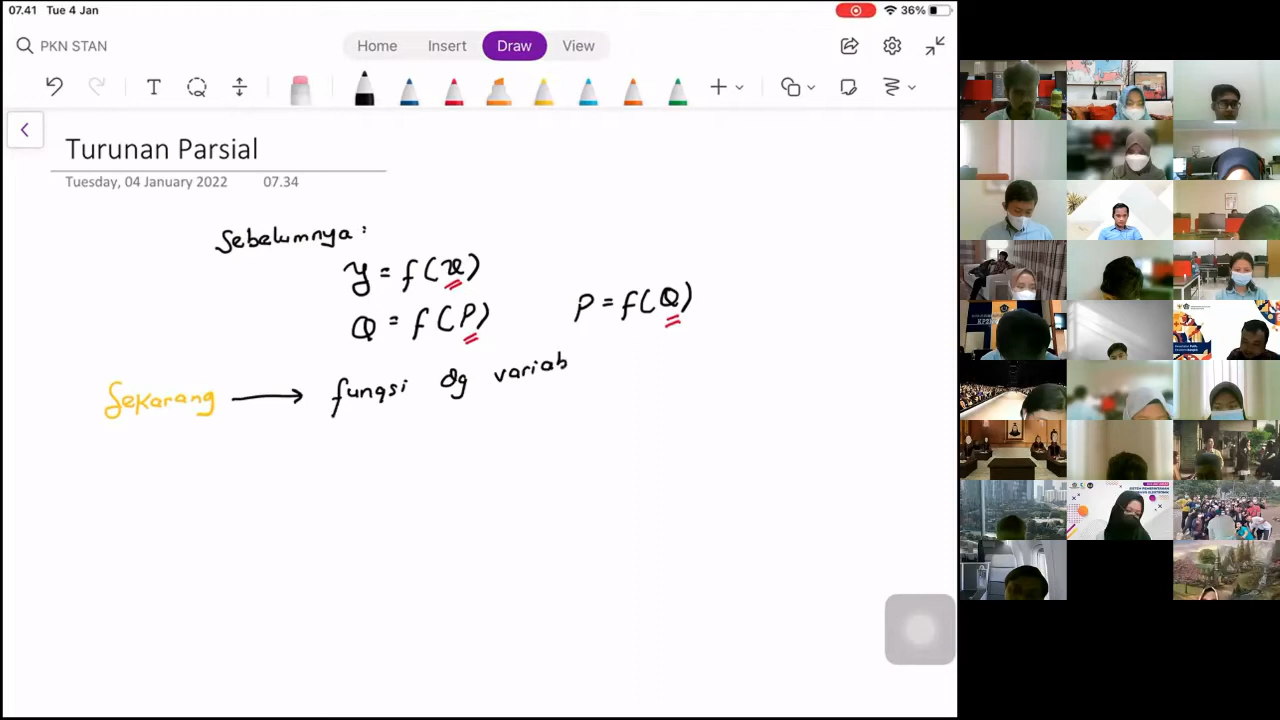 07.41 Tue 4 Jan
36%
PKN STAN
Home Insert Draw View
T
Turunan Parsial
Tuesday, 04 January 2022 07.34
Sebelumnya:
y = f(x)
Q = f(P) P = f(Q)
Sekarang → fungsi dg variab